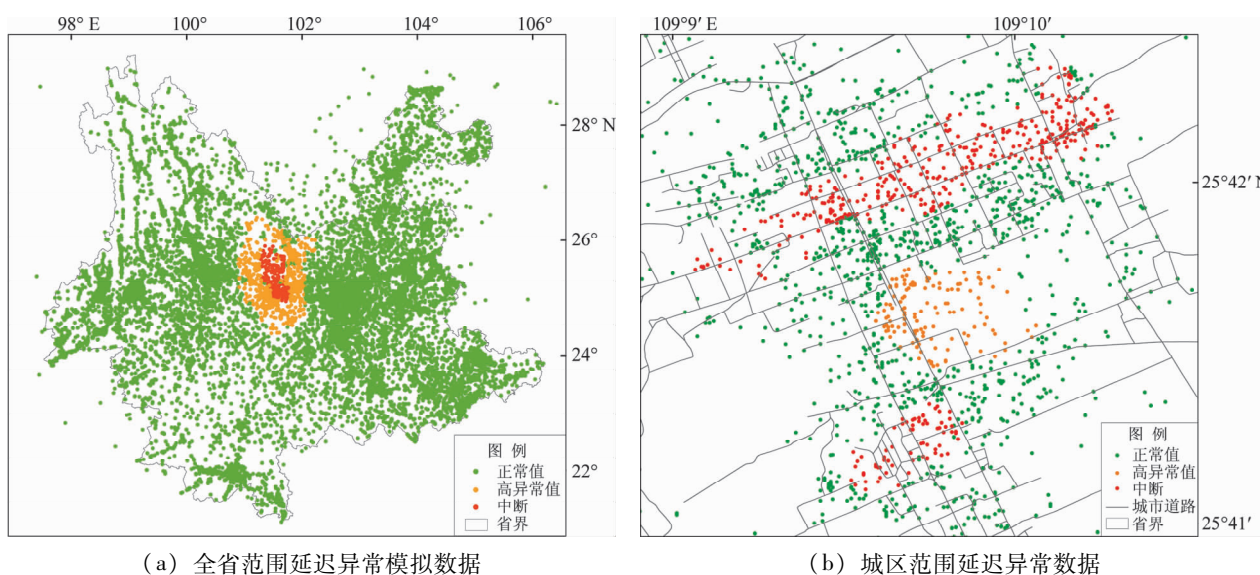 98° E 100° 102° 104° 106°
28° N
26°
24°
22°
图 例
正常值
高异常值
中断
省界
(a) 全省范围延迟异常模拟数据
109°9′ E 109°10′
25°42′ N
25°41′
图 例
正常值
高异常值
中断
城市道路
省界
(b) 城区范围延迟异常数据